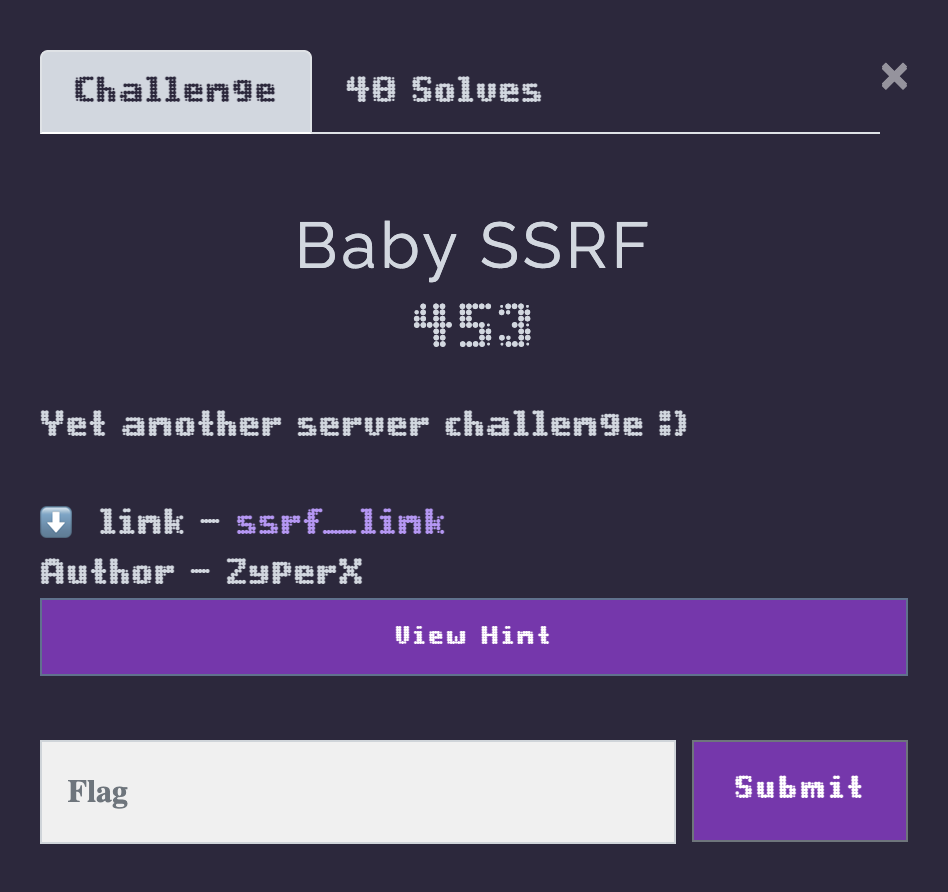 Challenge
40 Solves
×
Baby SSRF
453
Yet another server challenge :)
⬇️ link - ssrf_link
Author - ZyperX
View Hint
Flag
Submit